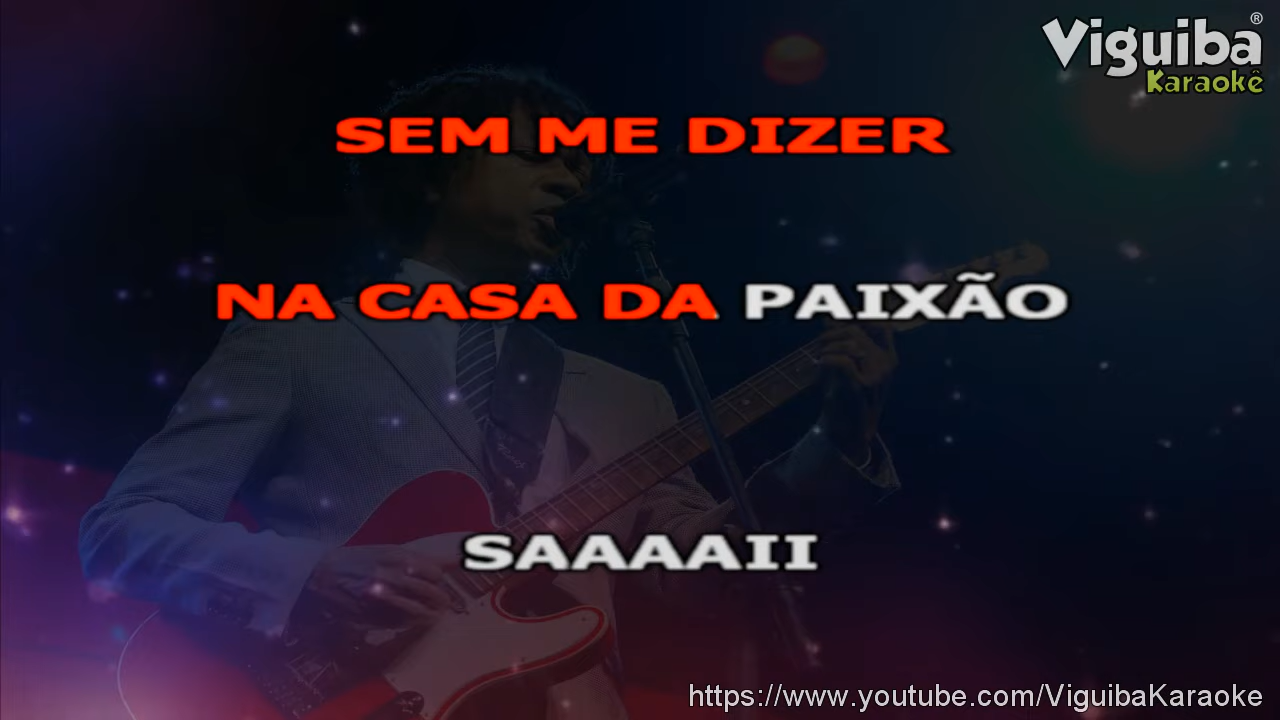 Viguiba®
Karaokê
SEM ME DIZER
NA CASA DA PAIXÃO
SAAAAII
https://www.youtube.com/ViguibaKaraoke